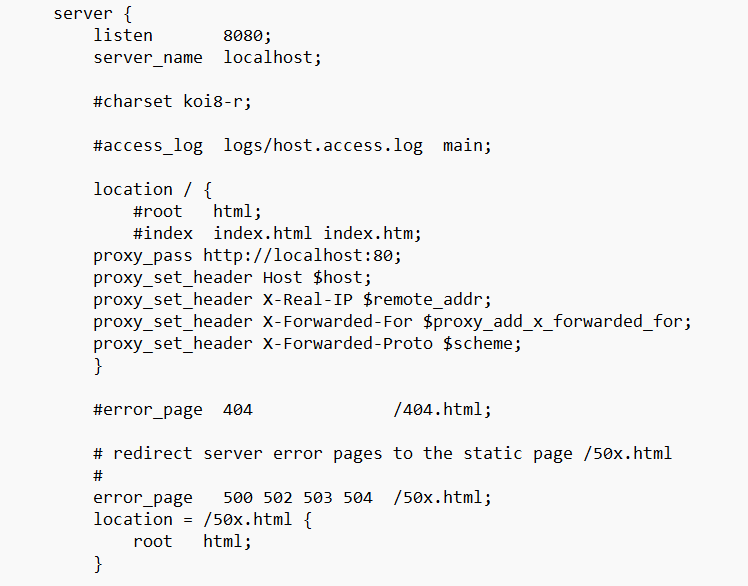 server {
    listen       8080;
    server_name  localhost;

    #charset koi8-r;

    #access_log  logs/host.access.log  main;

    location / {
        #root   html;
        #index  index.html index.htm;
    proxy_pass http://localhost:80;
    proxy_set_header Host $host;
    proxy_set_header X-Real-IP $remote_addr;
    proxy_set_header X-Forwarded-For $proxy_add_x_forwarded_for;
    proxy_set_header X-Forwarded-Proto $scheme;
    }

    #error_page  404              /404.html;

    # redirect server error pages to the static page /50x.html
    #
    error_page   500 502 503 504  /50x.html;
    location = /50x.html {
        root   html;
    }